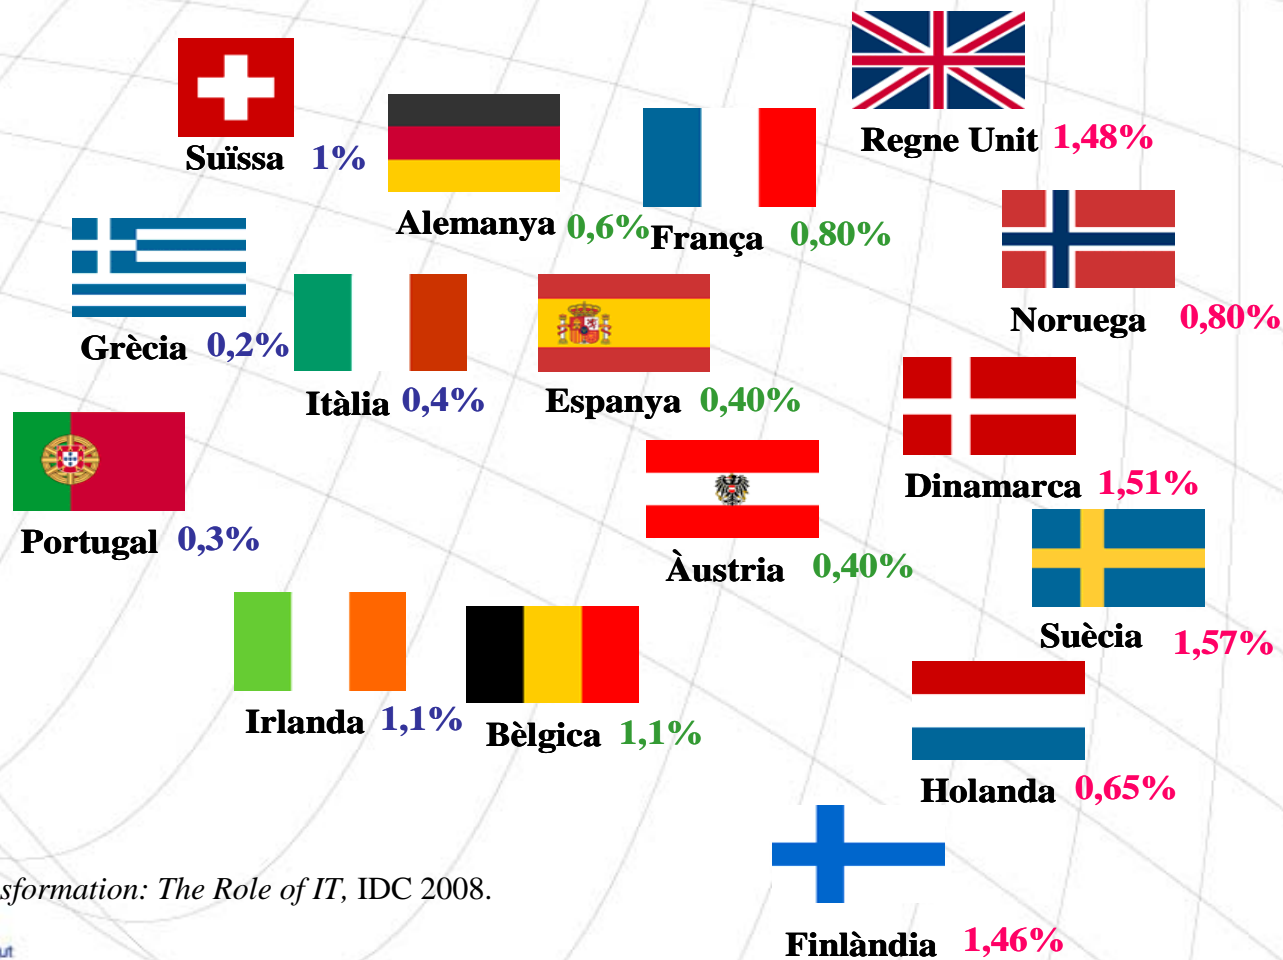 Regne Unit 1,48%
Suïssa 1%
Alemanya 0,6%
França 0,80%
Noruega 0,80%
Grècia 0,2%
Itàlia 0,4%
Espanya 0,40%
Dinamarca 1,51%
Portugal 0,3%
Àustria 0,40%
Suècia 1,57%
Irlanda 1,1%
Bèlgica 1,1%
Holanda 0,65%
sformation: The Role of IT, IDC 2008.
Finlàndia 1,46%
ut